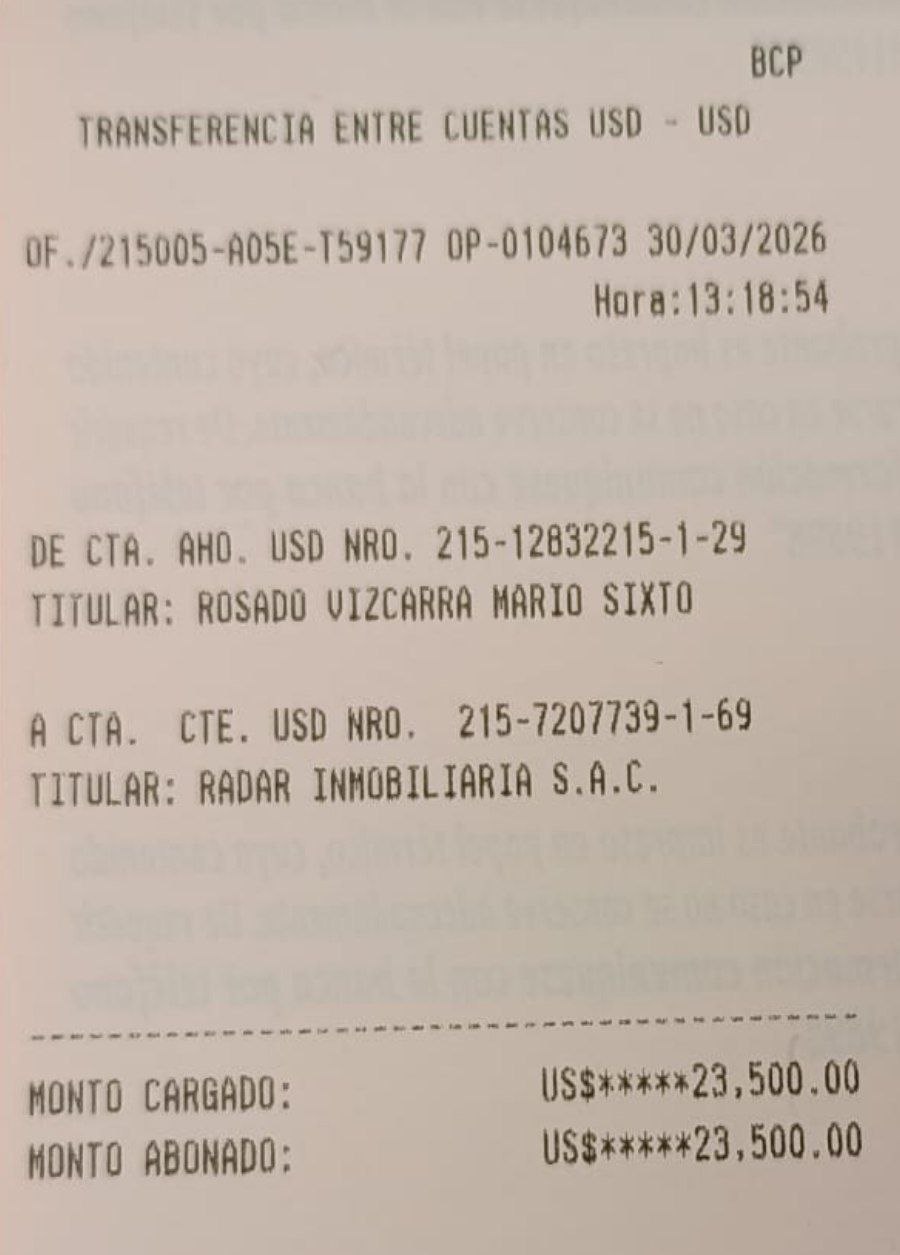 BCP
TRANSFERENCIA ENTRE CUENTAS USD - USD
OF./215005-A05E-T59177 OP-0104673 30/03/2026
Hora:13:18:54
DE CTA. AHO. USD NRO. 215-12832215-1-29
TITULAR: ROSADO VIZCARRA MARIO SIXTO
A CTA. CTE. USD NRO. 215-7207739-1-69
TITULAR: RADAR INMOBILIARIA S.A.C.
MONTO CARGADO: US$*****23,500.00
MONTO ABONADO: US$*****23,500.00